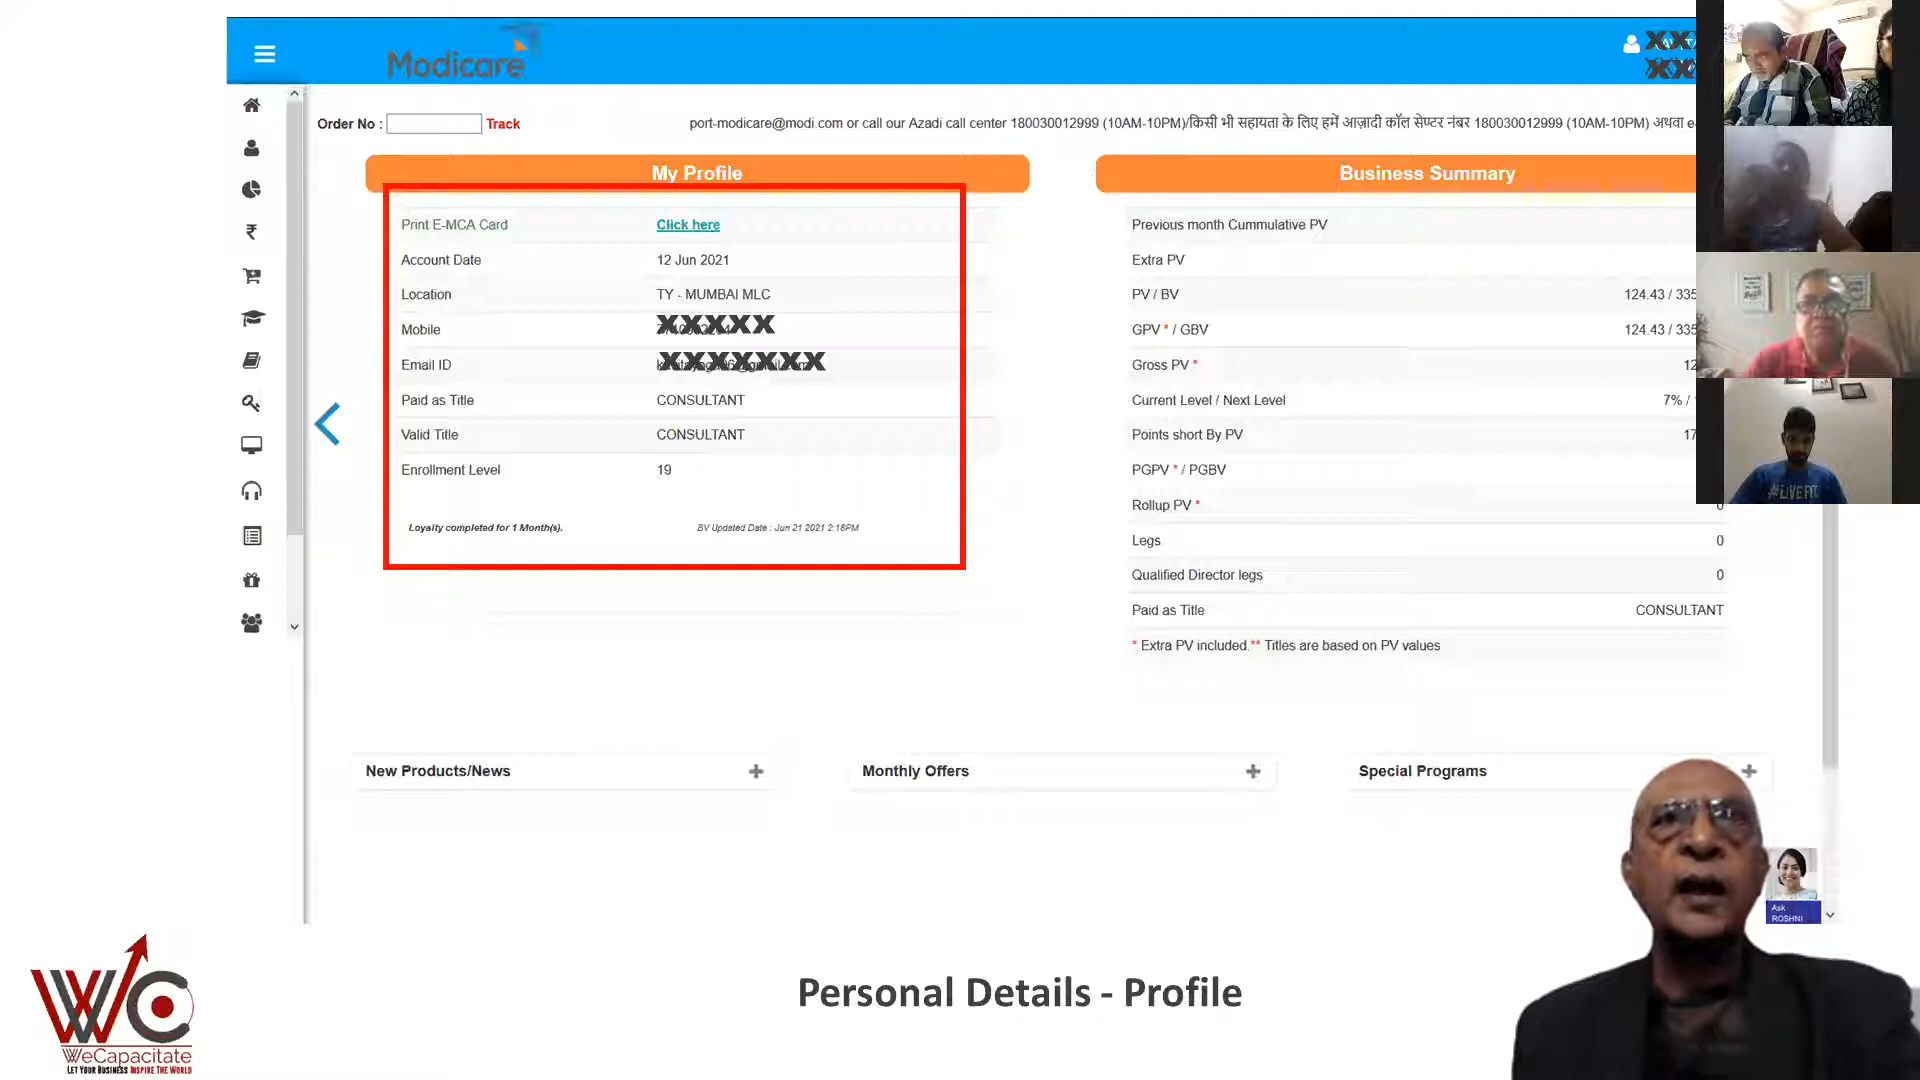 Modicare
Order No : Track
port-modicare@modi.com or call our Azadi call center 180030012999 (10AM-10PM)/किसी भी सहायता के लिए हमें आज़ादी कॉल सेण्टर नंबर 180030012999 (10AM-10PM) अथवा e
My Profile
Print E-MCA Card Click here
Account Date 12 Jun 2021
Location TY - MUMBAI MLC
Mobile XXXXX
Email ID XXXXXXX
Paid as Title CONSULTANT
Valid Title CONSULTANT
Enrollment Level 19
Loyalty completed for 1 Month(s). BV Updated Date : Jun 21 2021 2:18PM
Business Summary
Previous month Cummulative PV
Extra PV
PV / BV 124.43 / 335
GPV * / GBV 124.43 / 335
Gross PV * 12
Current Level / Next Level 7% /
Points short By PV 17
PGPV * / PGBV
Rollup PV * 0
Legs 0
Qualified Director legs 0
Paid as Title CONSULTANT
* Extra PV included.** Titles are based on PV values
New Products/News
Monthly Offers
Special Programs
#LIVEFIT
Ask
ROSHNI
Personal Details - Profile
WC
WeCapacitate
LET YOUR BUSINESS INSPIRE THE WORLD